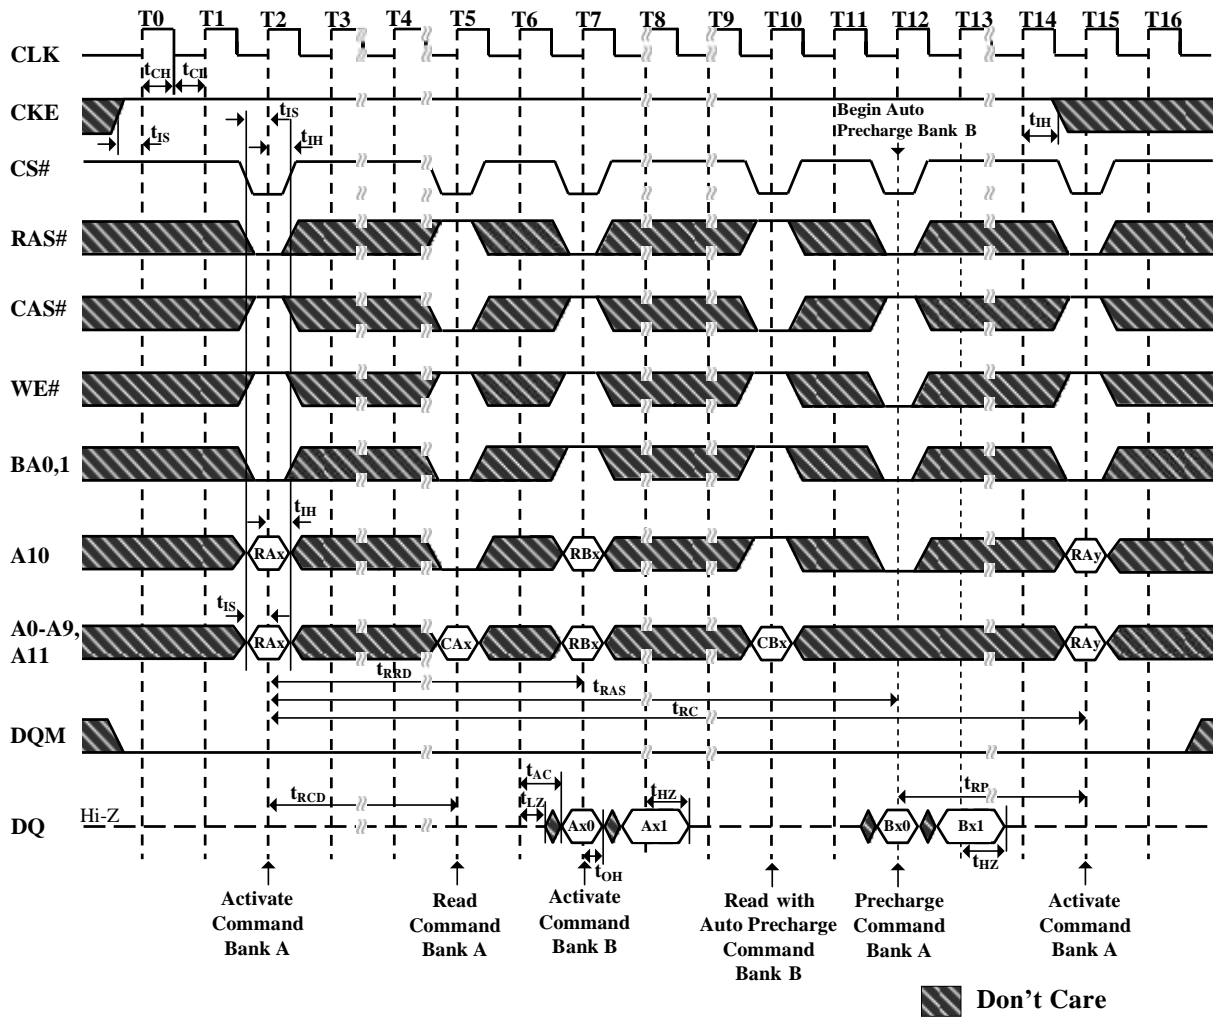 T0 T1 T2 T3 T4 T5 T6 T7 T8 T9 T10 T11 T12 T13 T14 T15 T16
CLK
tCH tCL
CKE
tIS
tIS
tIH
Begin Auto
Precharge Bank B
tIH
CS#
RAS#
CAS#
WE#
BA0,1
tIH
A10
RAx RBx RAy
tIS
A0-A9,
A11
RAx CAx RBx CBx RAy
tRRD
tRAS
tRC
DQM
tAC
tLZ
tRCD
tHZ
tRP
Hi-Z
DQ
Ax0 Ax1 Bx0 Bx1
tOH
tHZ
Activate
Command
Bank A
Read
Command
Bank A
Activate
Command
Bank B
Read with
Auto Precharge
Command
Bank B
Precharge
Command
Bank A
Activate
Command
Bank A
Don't Care